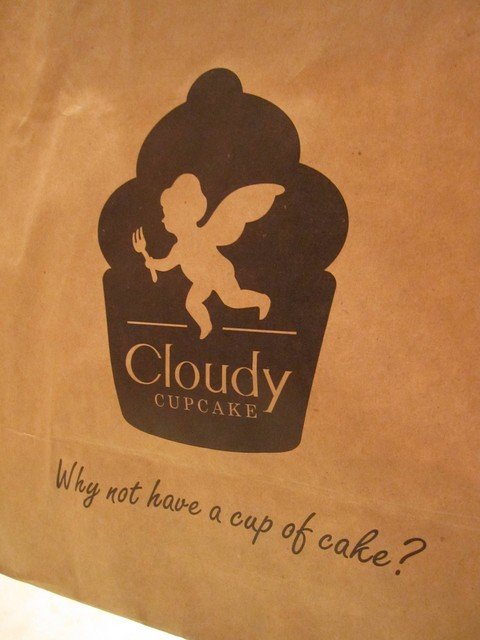 Cloudy
CUPCAKE
Why not have a cup of cake?